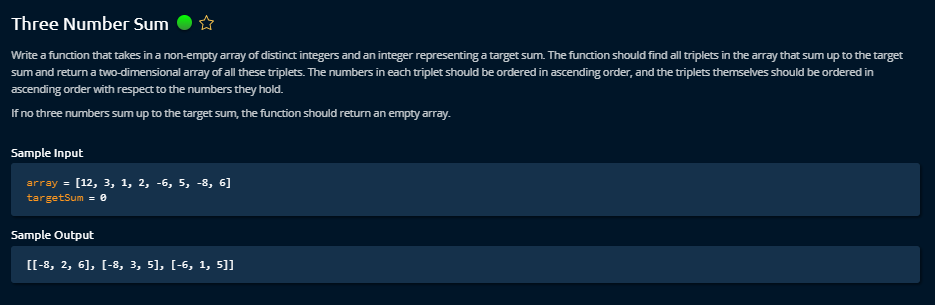 Three Number Sum
Write a function that takes in a non-empty array of distinct integers and an integer representing a target sum. The function should find all triplets in the array that sum up to the target
sum and return a two-dimensional array of all these triplets. The numbers in each triplet should be ordered in ascending order, and the triplets themselves should be ordered in
ascending order with respect to the numbers they hold.
If no three numbers sum up to the target sum, the function should return an empty array.
Sample Input
array = [12, 3, 1, 2, -6, 5, -8, 6]
targetSum = 0
Sample Output
[[-8, 2, 6], [-8, 3, 5], [-6, 1, 5]]